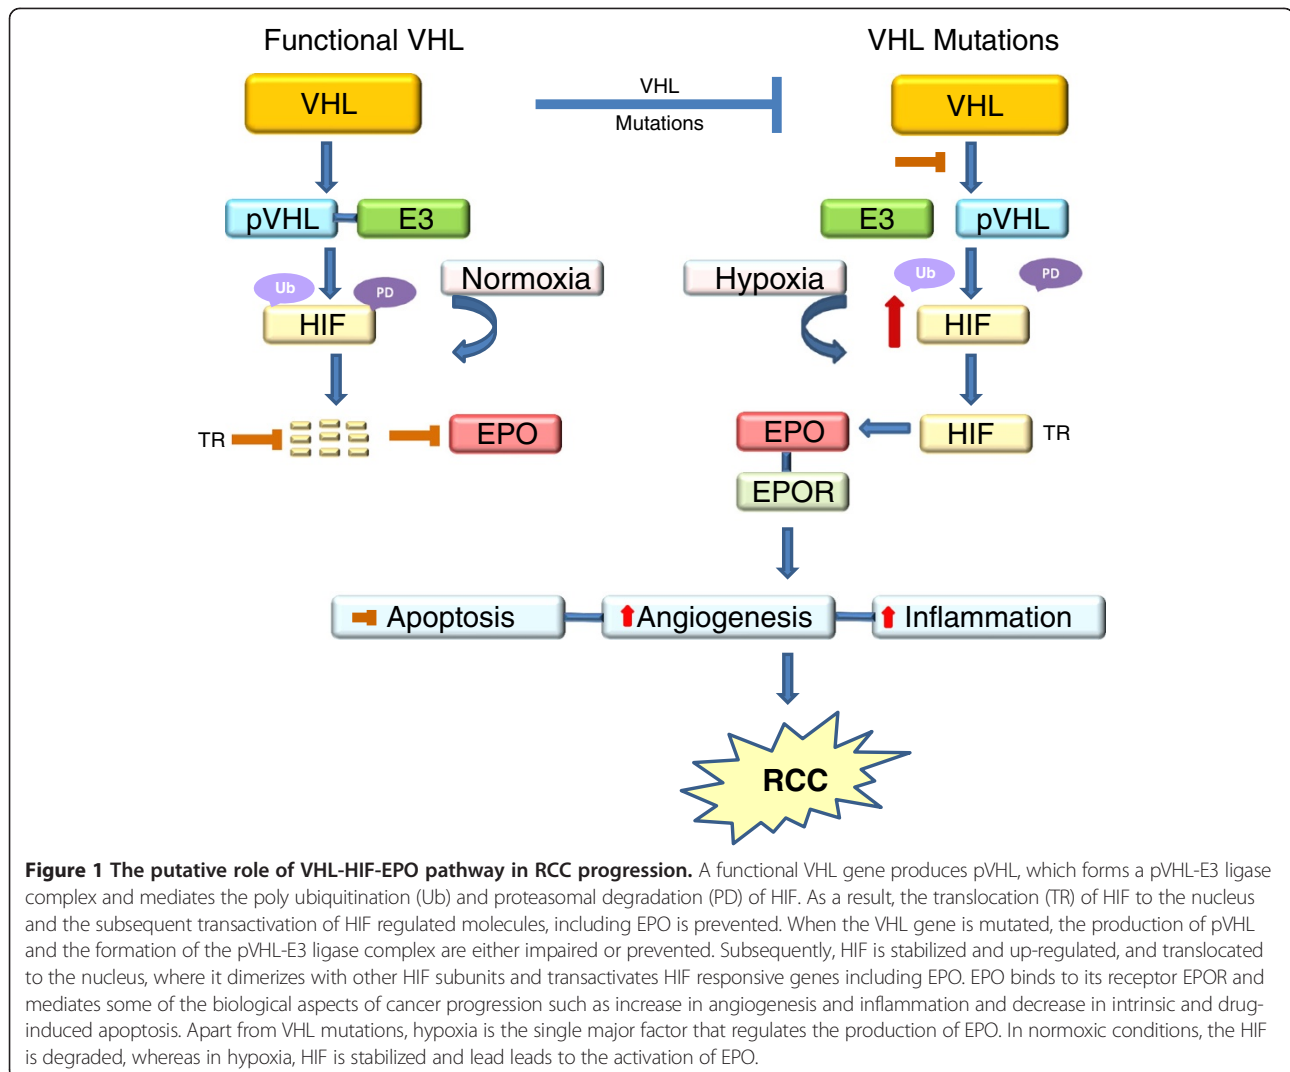 Functional VHL
VHL Mutations
VHL
VHL
Mutations
VHL
pVHL
E3
E3
pVHL
Ub
PD
Normoxia
Hypoxia
Ub
PD
HIF
HIF
TR
EPO
EPO
HIF
TR
EPOR
Apoptosis
Angiogenesis
Inflammation
RCC
Figure 1 The putative role of VHL-HIF-EPO pathway in RCC progression. A functional VHL gene produces pVHL, which forms a pVHL-E3 ligase
complex and mediates the poly ubiquitination (Ub) and proteasomal degradation (PD) of HIF. As a result, the translocation (TR) of HIF to the nucleus
and the subsequent transactivation of HIF regulated molecules, including EPO is prevented. When the VHL gene is mutated, the production of pVHL
and the formation of the pVHL-E3 ligase complex are either impaired or prevented. Subsequently, HIF is stabilized and up-regulated, and translocated
to the nucleus, where it dimerizes with other HIF subunits and transactivates HIF responsive genes including EPO. EPO binds to its receptor EPOR and
mediates some of the biological aspects of cancer progression such as increase in angiogenesis and inflammation and decrease in intrinsic and drug-
induced apoptosis. Apart from VHL mutations, hypoxia is the single major factor that regulates the production of EPO. In normoxic conditions, the HIF
is degraded, whereas in hypoxia, HIF is stabilized and lead leads to the activation of EPO.